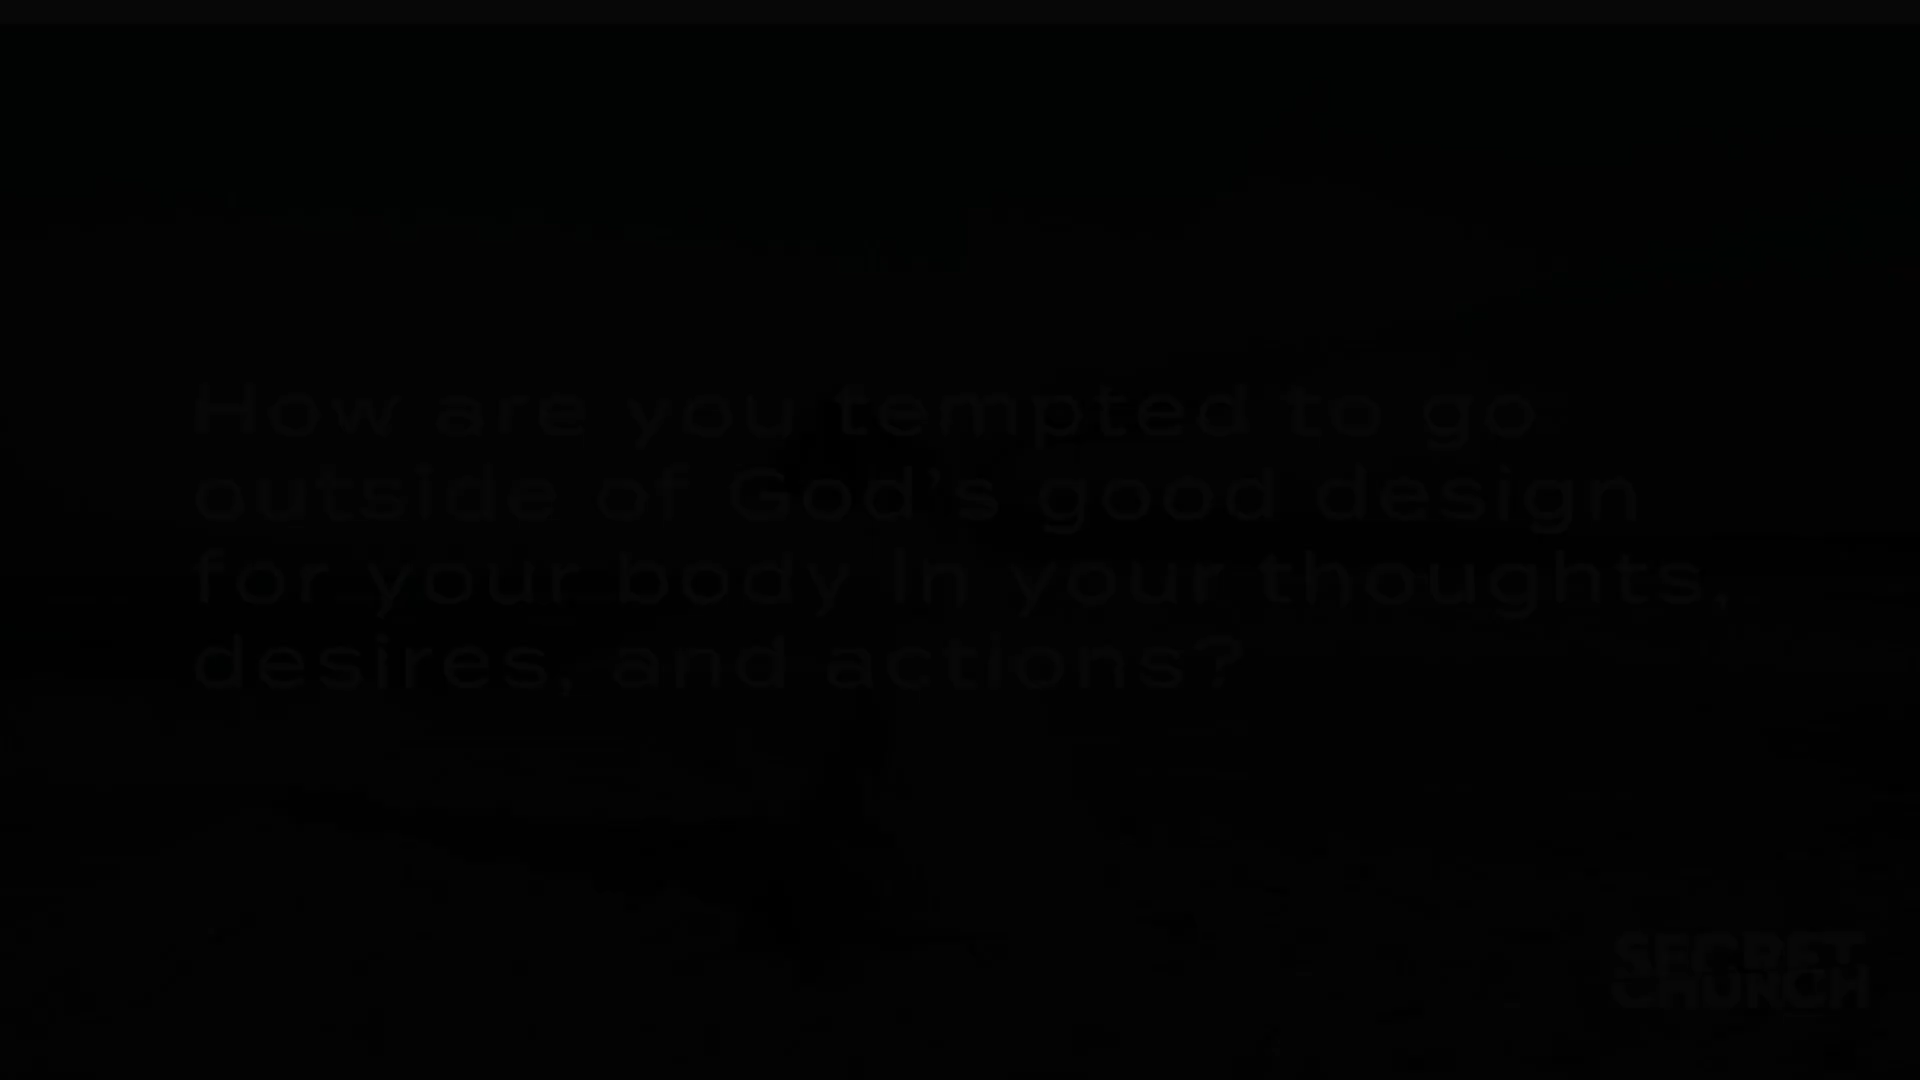 How are you tempted to go
outside of God's good design
for your body in your thoughts,
desires, and actions?
SECRET
CHURCH